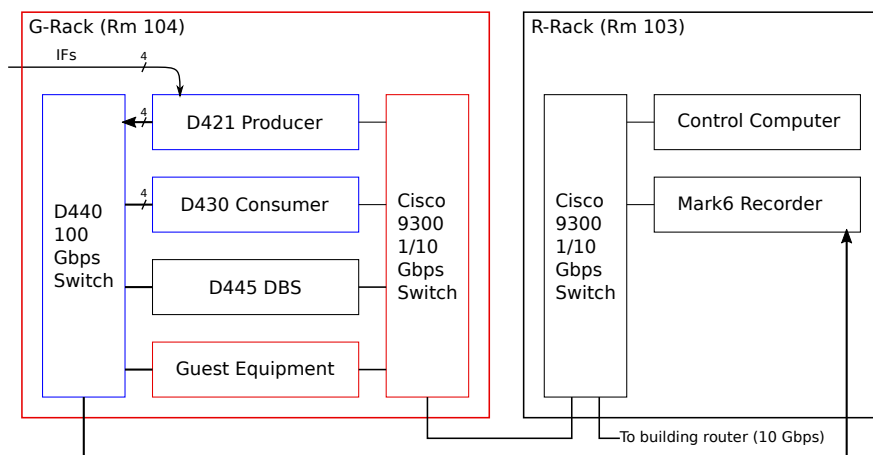 G-Rack (Rm 104)
IFs
4
D421 Producer
4
D430 Consumer
4
D445 DBS
Guest Equipment
D440
100
Gbps
Switch
Cisco
9300
1/10
Gbps
Switch
R-Rack (Rm 103)
Cisco
9300
1/10
Gbps
Switch
Control Computer
Mark6 Recorder
To building router (10 Gbps)